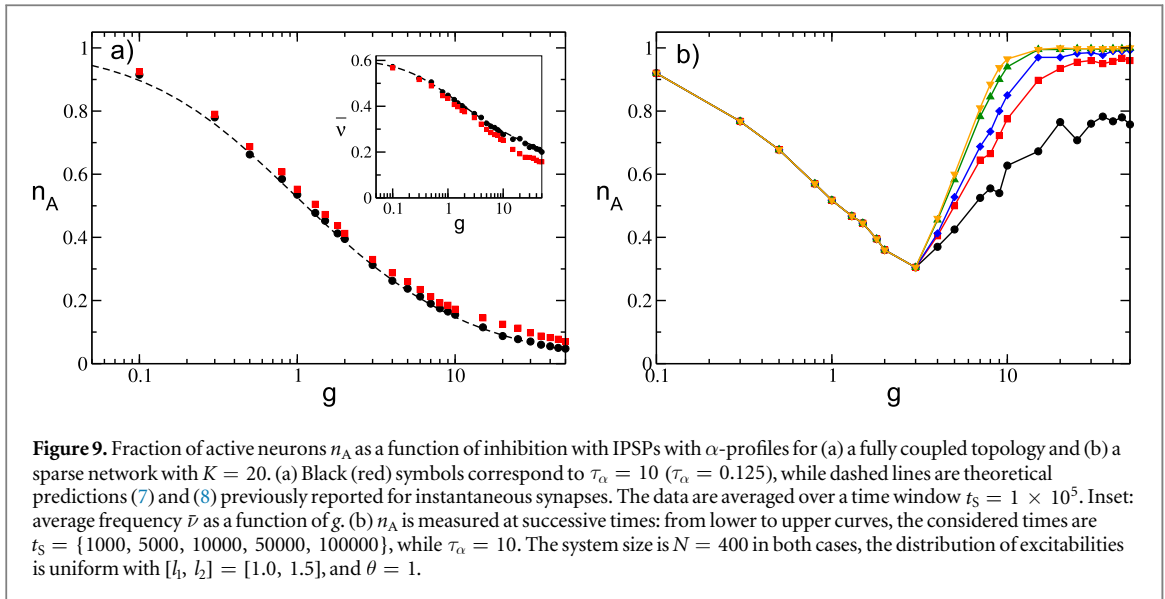 a)
1
0.8
0.6
0.4
0.2
0
n_A
0.1
1
10
g
0.6
0.4
0.2
0
ν̄
0.1
1
10
g
b)
1
0.8
0.6
0.4
0.2
0
n_A
0.1
1
10
g
Figure 9. Fraction of active neurons n_A as a function of inhibition with IPSPs with α-profiles for (a) a fully coupled topology and (b) a
sparse network with K = 20. (a) Black (red) symbols correspond to τ_α = 10 (τ_α = 0.125), while dashed lines are theoretical
predictions (7) and (8) previously reported for instantaneous synapses. The data are averaged over a time window t_S = 1 × 10⁵. Inset:
average frequency ν̄ as a function of g. (b) n_A is measured at successive times: from lower to upper curves, the considered times are
t_S = {1000, 5000, 10000, 50000, 100000}, while τ_α = 10. The system size is N = 400 in both cases, the distribution of excitabilities
is uniform with [l₁, l₂] = [1.0, 1.5], and θ = 1.